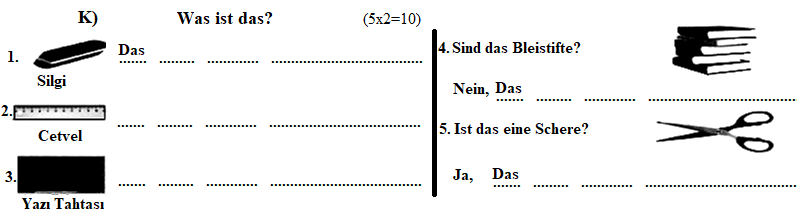 K) Was ist das? (5x2=10)
1. Das ...... ......... ............ .......................................
Silgi
2. ...... ...... ............ .......................................
Cetvel
3. ...... ...... ............ .......................................
Yazı Tahtası
4. Sind das Bleistifte?
Nein, Das ...... ......... ............ .......................................
5. Ist das eine Schere?
Ja, Das ...... ......... ............ .......................................